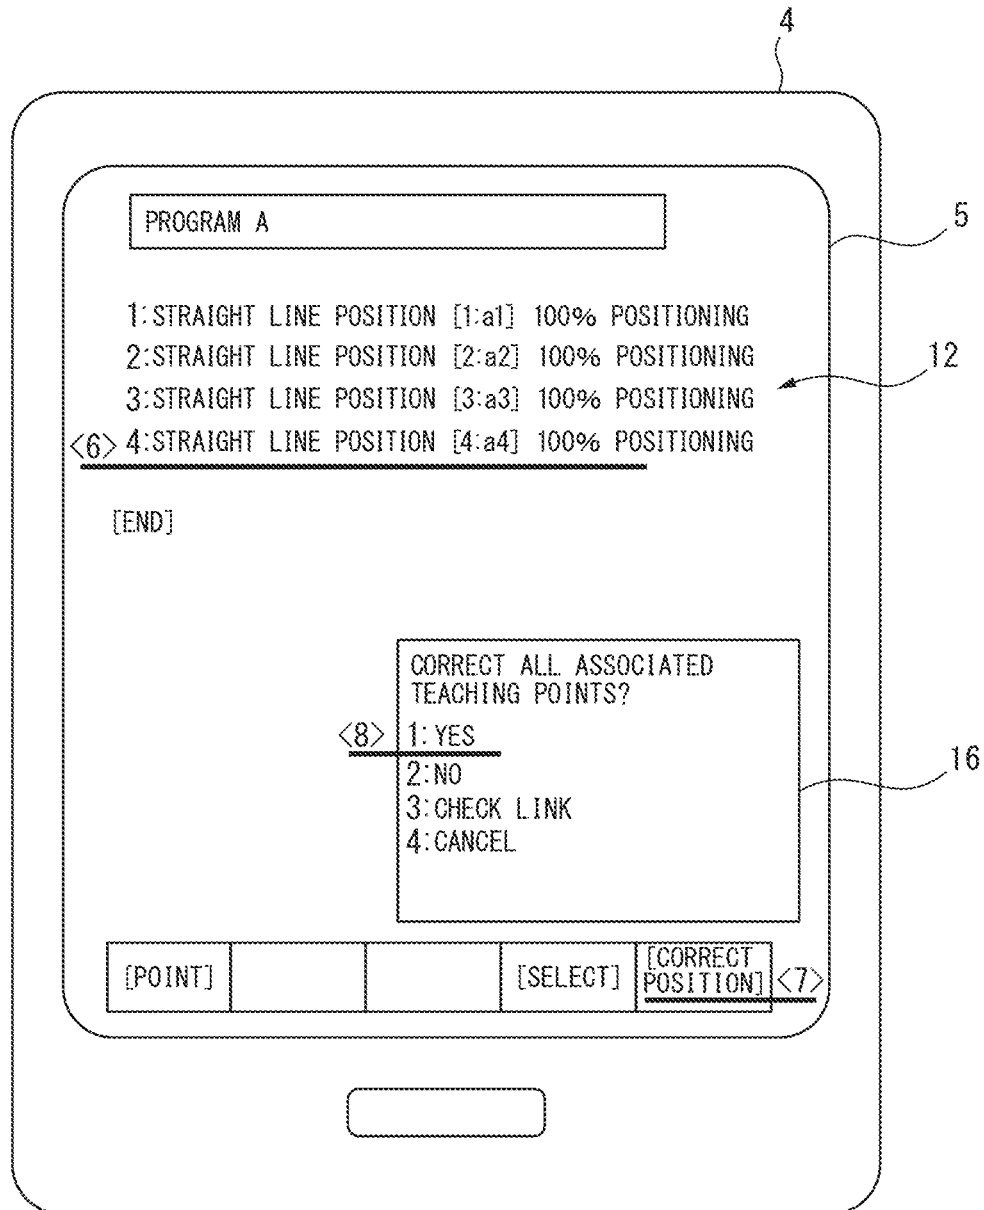 4
PROGRAM A
5
1:STRAIGHT LINE POSITION [1:a1] 100% POSITIONING
2:STRAIGHT LINE POSITION [2:a2] 100% POSITIONING
12
3:STRAIGHT LINE POSITION [3:a3] 100% POSITIONING
<6> 4:STRAIGHT LINE POSITION [4:a4] 100% POSITIONING
[END]
CORRECT ALL ASSOCIATED
TEACHING POINTS?
<8> 1:YES
2:NO
16
3:CHECK LINK
4:CANCEL
[POINT] [SELECT] [CORRECT
POSITION] <7>